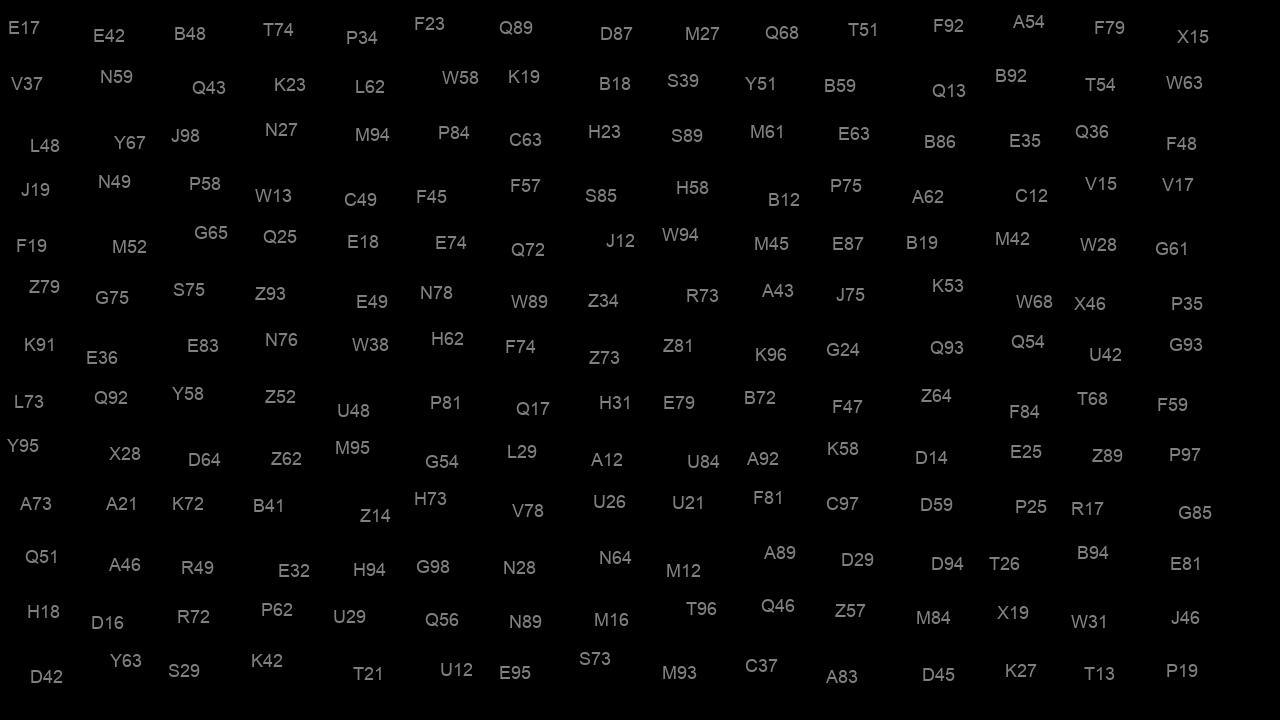 E17 E42 B48 T74 P34 F23 Q89 D87 M27 Q68 T51 F92 A54 F79 X15
V37 N59 Q43 K23 L62 W58 K19 B18 S39 Y51 B59 Q13 B92 T54 W63
L48 Y67 J98 N27 M94 P84 C63 H23 S89 M61 E63 B86 E35 Q36 F48
J19 N49 P58 W13 C49 F45 F57 S85 H58 B12 P75 A62 C12 V15 V17
F19 M52 G65 Q25 E18 E74 Q72 J12 W94 M45 E87 B19 M42 W28 G61
Z79 G75 S75 Z93 E49 N78 W89 Z34 R73 A43 J75 K53 W68 X46 P35
K91 E36 E83 N76 W38 H62 F74 Z73 Z81 K96 G24 Q93 Q54 U42 G93
L73 Q92 Y58 Z52 U48 P81 Q17 H31 E79 B72 F47 Z64 F84 T68 F59
Y95 X28 D64 Z62 M95 G54 L29 A12 U84 A92 K58 D14 E25 Z89 P97
A73 A21 K72 B41 Z14 H73 V78 U26 U21 F81 C97 D59 P25 R17 G85
Q51 A46 R49 E32 H94 G98 N28 N64 M12 A89 D29 D94 T26 B94 E81
H18 D16 R72 P62 U29 Q56 N89 M16 T96 Q46 Z57 M84 X19 W31 J46
D42 Y63 S29 K42 T21 U12 E95 S73 M93 C37 A83 D45 K27 T13 P19